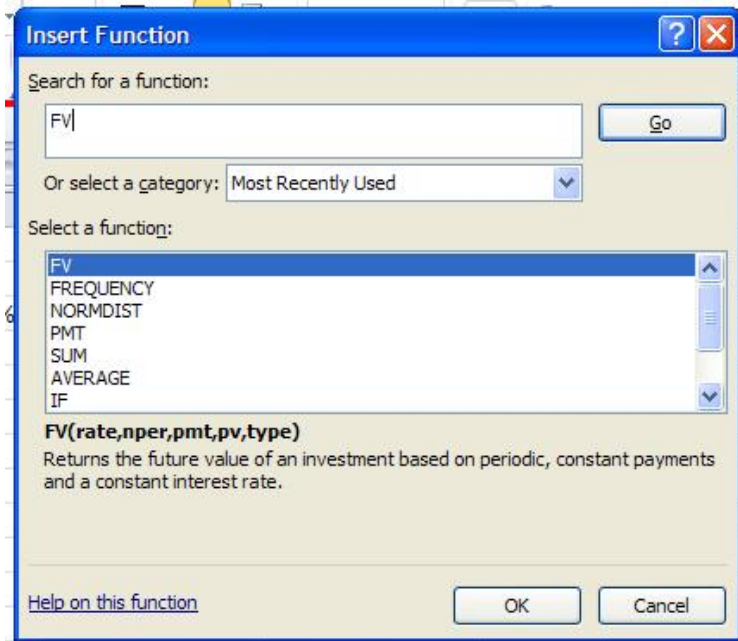 Insert Function
Search for a function:
FV
Go
Or select a category: Most Recently Used
Select a function:
FV
FREQUENCY
NORMDIST
PMT
SUM
AVERAGE
IF
FV(rate,nper,pmt,pv,type)
Returns the future value of an investment based on periodic, constant payments
and a constant interest rate.
Help on this function OK Cancel